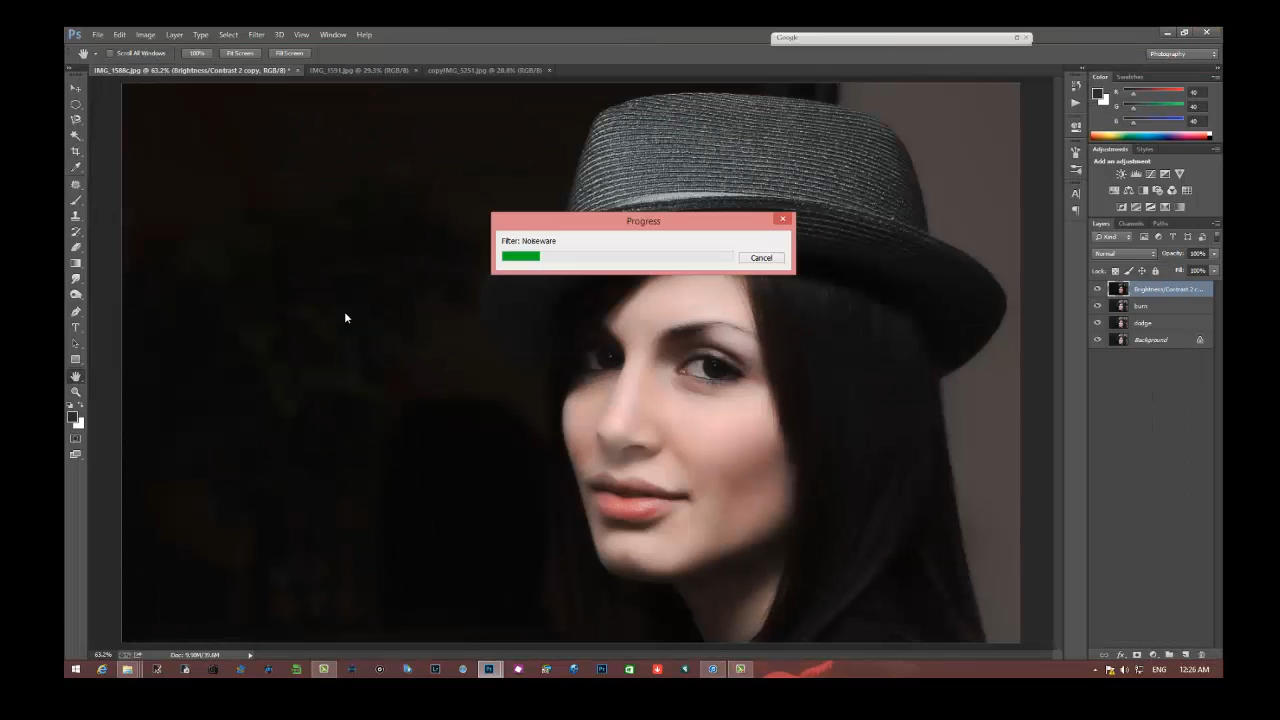 Ps File Edit Image Layer Type Select Filter 3D View Window Help
Google
Scroll All Windows 100% Fit Screen Fill Screen
Photography
IMG_1588c.jpg @ 63.2% (Brightness/Contrast 2 copy, RGB/8) * × IMG_1591.jpg @ 29.3% (RGB/8) × copyIMG_5251.jpg @ 28.8% (RGB/8) ×
Color Swatches
R 40
G 40
B 40
Adjustments Styles
Add an adjustment
Progress
Filter: Noiseware
Cancel
Layers Channels Paths
Kind
Normal Opacity: 100%
Lock: Fill: 100%
Brightness/Contrast 2 c...
burn
dodge
Background
63.2% Doc: 9.90M/39.6M
ENG 12:26 AM